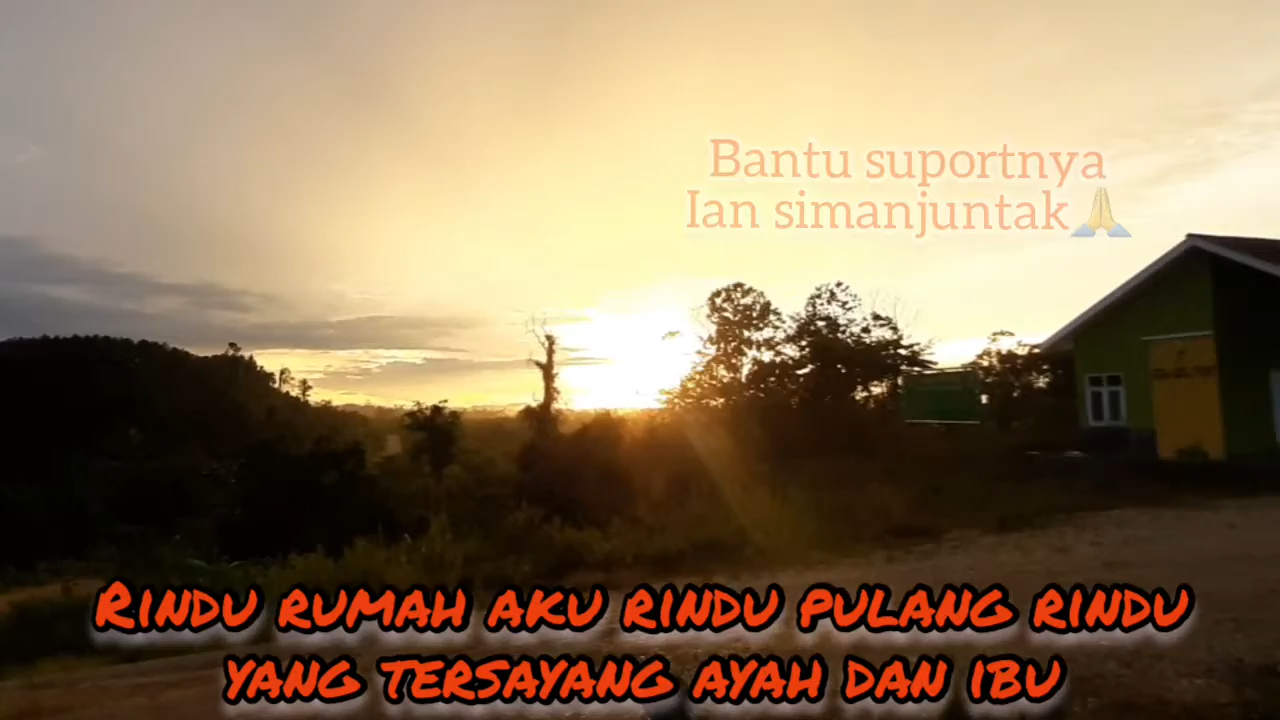 Bantu suportnya
Ian simanjuntak🙏
RINDU RUMAH AKU RINDU PULANG RINDU
YANG TERSAYANG AYAH DAN IBU